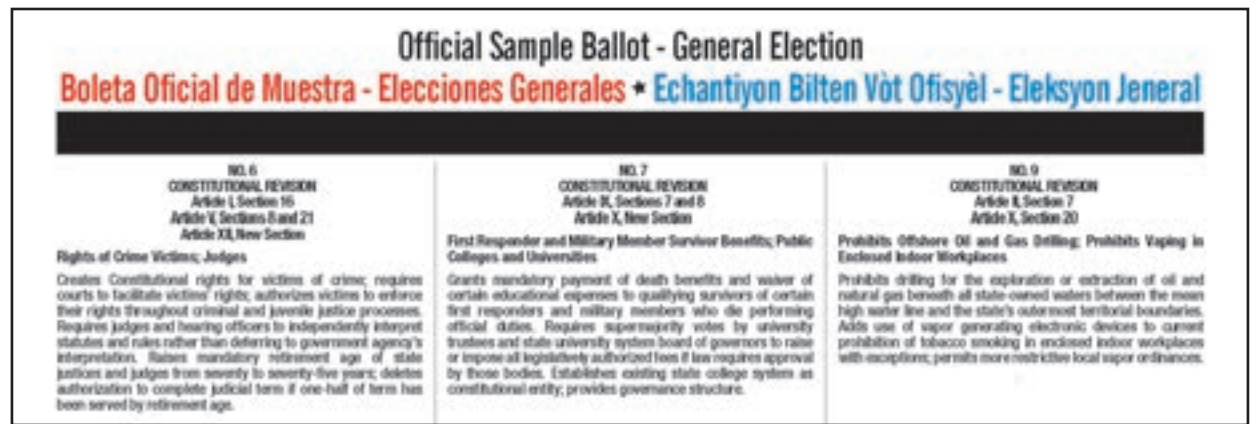 Official Sample Ballot - General Election
Boleta Oficial de Muestra - Elecciones Generales * Echantiyon Bilten Vòt Ofisyèl - Eleksyon Jeneral
NO. 6
CONSTITUTIONAL REVISION
Article I, Section 16
Article V, Sections 8 and 21
Article XII, New Section
Rights of Crime Victims; Judges
Creates Constitutional rights for victims of crime; requires
courts to facilitate victims' rights; authorizes victims to enforce
their rights throughout criminal and juvenile justice processes.
Requires judges and hearing officers to independently interpret
statutes and rules rather than deferring to government agency's
interpretation. Raises mandatory retirement age of state
justices and judges from seventy to seventy-five years; deletes
authorization to complete judicial term if one-half of term has
been served by retirement age.
NO. 7
CONSTITUTIONAL REVISION
Article IX, Sections 7 and 8
Article X, New Section
First Responder and Military Member Survivor Benefits; Public
Colleges and Universities
Grants mandatory payment of death benefits and waiver of
certain educational expenses to qualifying survivors of certain
first responders and military members who die performing
official duties. Requires supermajority votes by university
trustees and state university system board of governors to raise
or impose all legislatively authorized fees if law requires approval
by those bodies. Establishes existing state college system as
constitutional entity; provides governance structure.
NO. 9
CONSTITUTIONAL REVISION
Article II, Section 7
Article X, Section 20
Prohibits Offshore Oil and Gas Drilling; Prohibits Vaping in
Enclosed Indoor Workplaces
Prohibits drilling for the exploration or extraction of oil and
natural gas beneath all state-owned waters between the mean
high water line and the state's outermost territorial boundaries.
Adds use of vapor-generating electronic devices to current
prohibition of tobacco smoking in enclosed indoor workplaces
with exceptions; permits more restrictive local vapor ordinances.